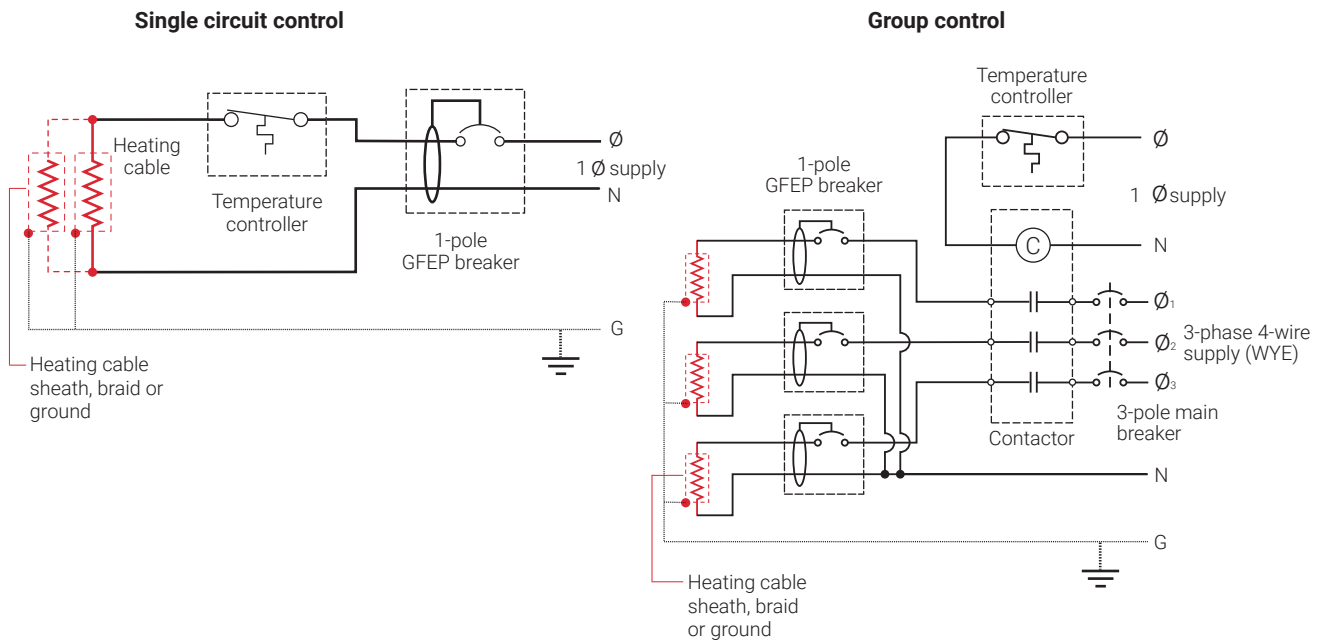 Single circuit control
Heating
cable
Temperature
controller
1-pole
GFEP breaker
Ø
1 Ø supply
N
G
Heating cable
sheath, braid or
ground
Group control
Temperature
controller
Ø
1 Ø supply
N
1-pole
GFEP breaker
C
Ø1
Ø2
3-phase 4-wire
supply (WYE)
Ø3
3-pole main
breaker
Contactor
N
G
Heating cable
sheath, braid
or ground